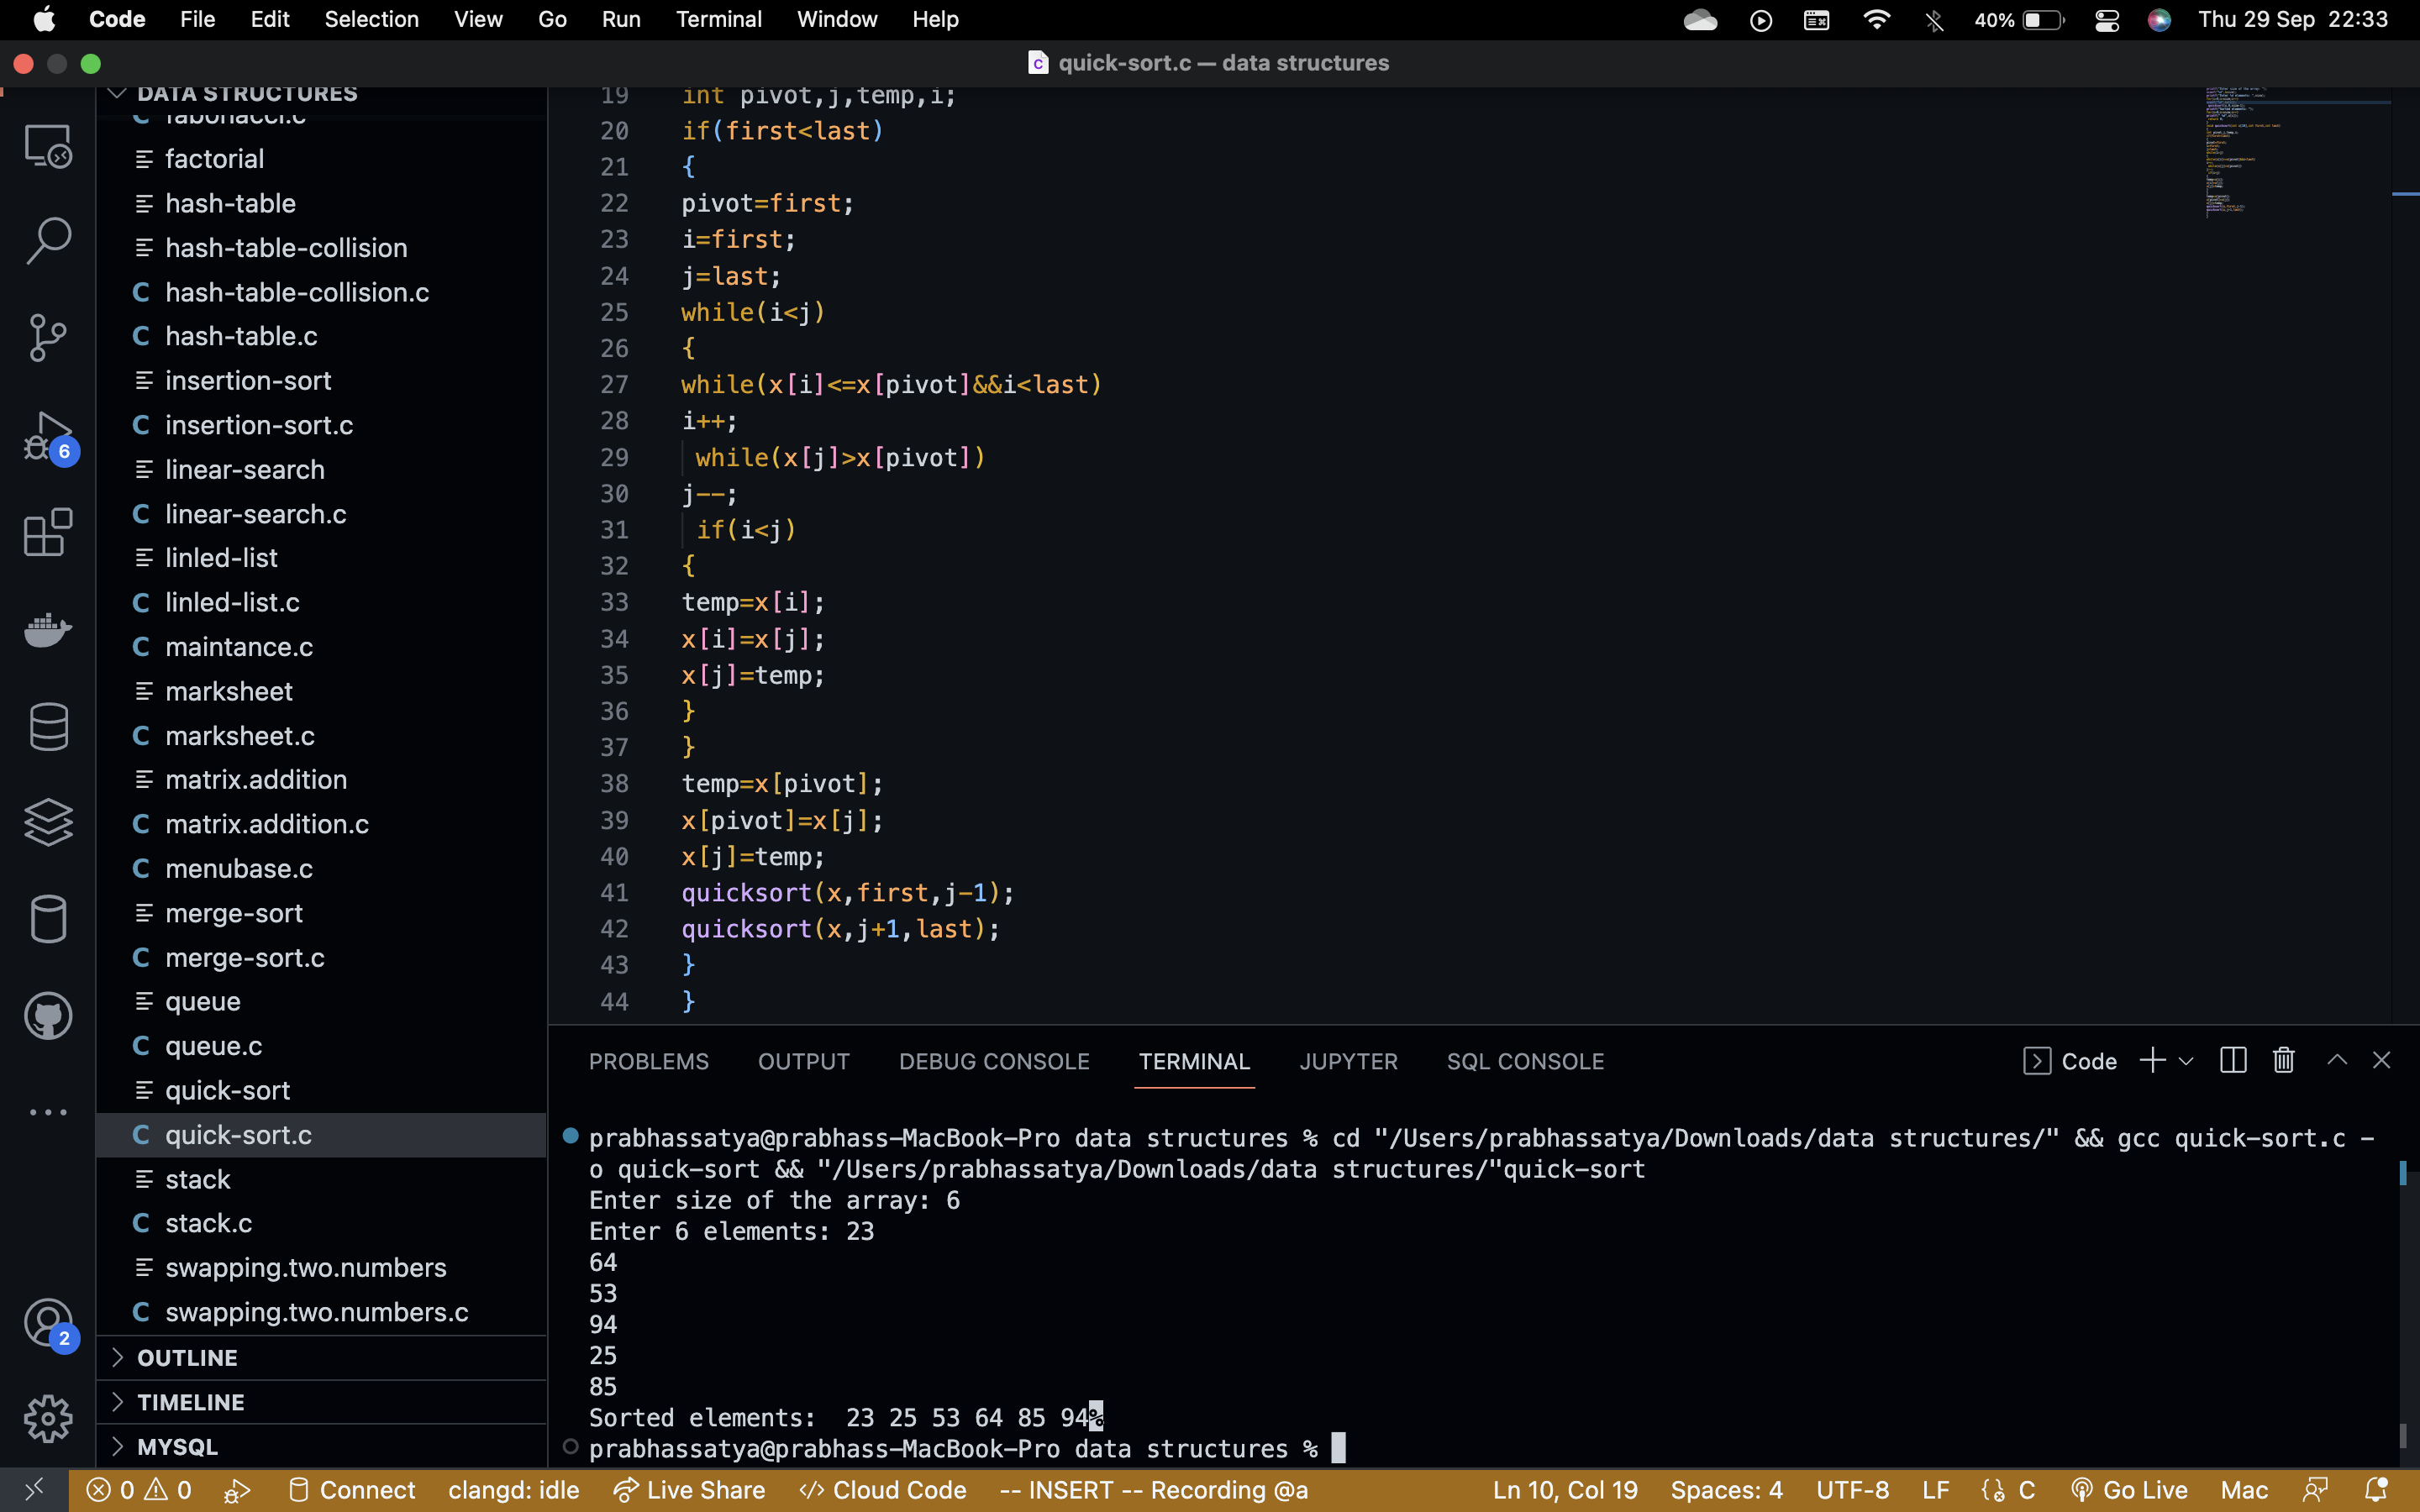 Code File Edit Selection View Go Run Terminal Window Help 40% Thu 29 Sep 22:33
quick-sort.c — data structures
DATA STRUCTURES
fabonacci.c
factorial
hash-table
hash-table-collision
hash-table-collision.c
hash-table.c
insertion-sort
insertion-sort.c
linear-search
linear-search.c
linled-list
linled-list.c
maintance.c
marksheet
marksheet.c
matrix.addition
matrix.addition.c
menubase.c
merge-sort
merge-sort.c
queue
queue.c
quick-sort
quick-sort.c
stack
stack.c
swapping.two.numbers
swapping.two.numbers.c
OUTLINE
TIMELINE
MYSQL
6
2
19 int pivot,j,temp,i;
20 if(first<last)
21 {
22 pivot=first;
23 i=first;
24 j=last;
25 while(i<j)
26 {
27 while(x[i]<=x[pivot]&&i<last)
28 i++;
29 while(x[j]>x[pivot])
30 j--;
31 if(i<j)
32 {
33 temp=x[i];
34 x[i]=x[j];
35 x[j]=temp;
36 }
37 }
38 temp=x[pivot];
39 x[pivot]=x[j];
40 x[j]=temp;
41 quicksort(x,first,j-1);
42 quicksort(x,j+1,last);
43 }
44 }
PROBLEMS OUTPUT DEBUG CONSOLE TERMINAL JUPYTER SQL CONSOLE Code
prabhassatya@prabhass-MacBook-Pro data structures % cd "/Users/prabhassatya/Downloads/data structures/" && gcc quick-sort.c -
o quick-sort && "/Users/prabhassatya/Downloads/data structures/"quick-sort
Enter size of the array: 6
Enter 6 elements: 23
64
53
94
25
85
Sorted elements:  23 25 53 64 85 94%
prabhassatya@prabhass-MacBook-Pro data structures %
0 0 Connect clangd: idle Live Share Cloud Code -- INSERT -- Recording @a Ln 10, Col 19 Spaces: 4 UTF-8 LF C Go Live Mac